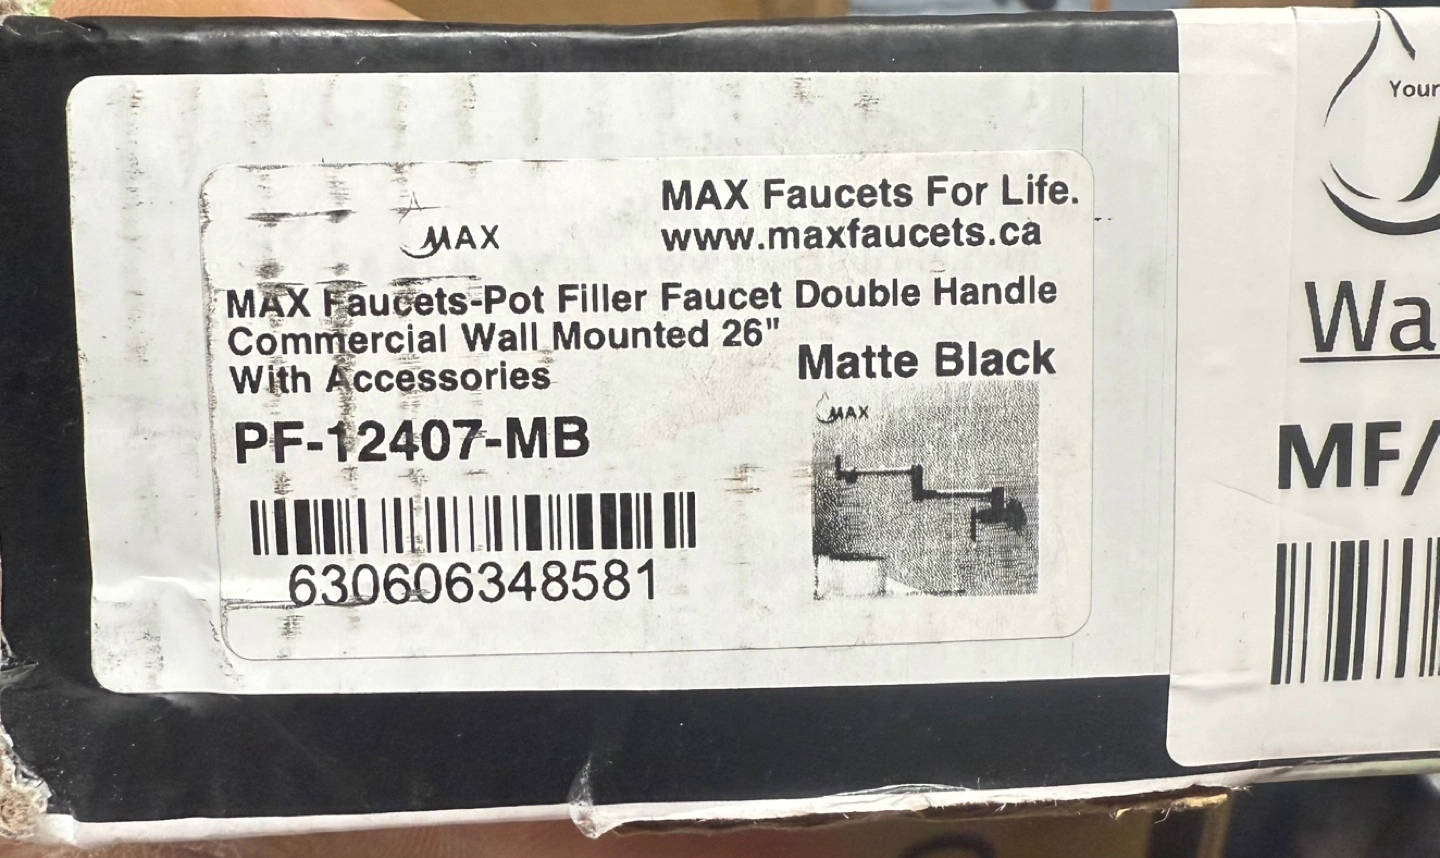 MAX
MAX Faucets For Life.
www.maxfaucets.ca
MAX Faucets-Pot Filler Faucet Double Handle
Commercial Wall Mounted 26"
With Accessories
Matte Black
PF-12407-MB
MAX
630606348581
Your
Wa
MF/